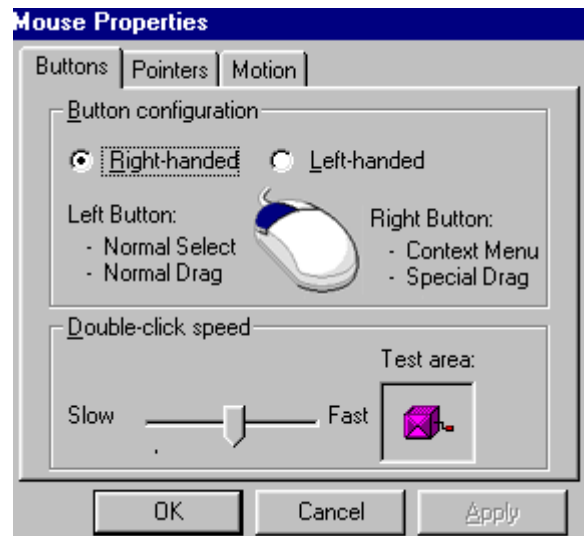 Mouse Properties
Buttons Pointers Motion
Button configuration
Right-handed Left-handed
Left Button:
- Normal Select
- Normal Drag
Right Button:
- Context Menu
- Special Drag
Double-click speed
Test area:
Slow Fast
OK Cancel Apply